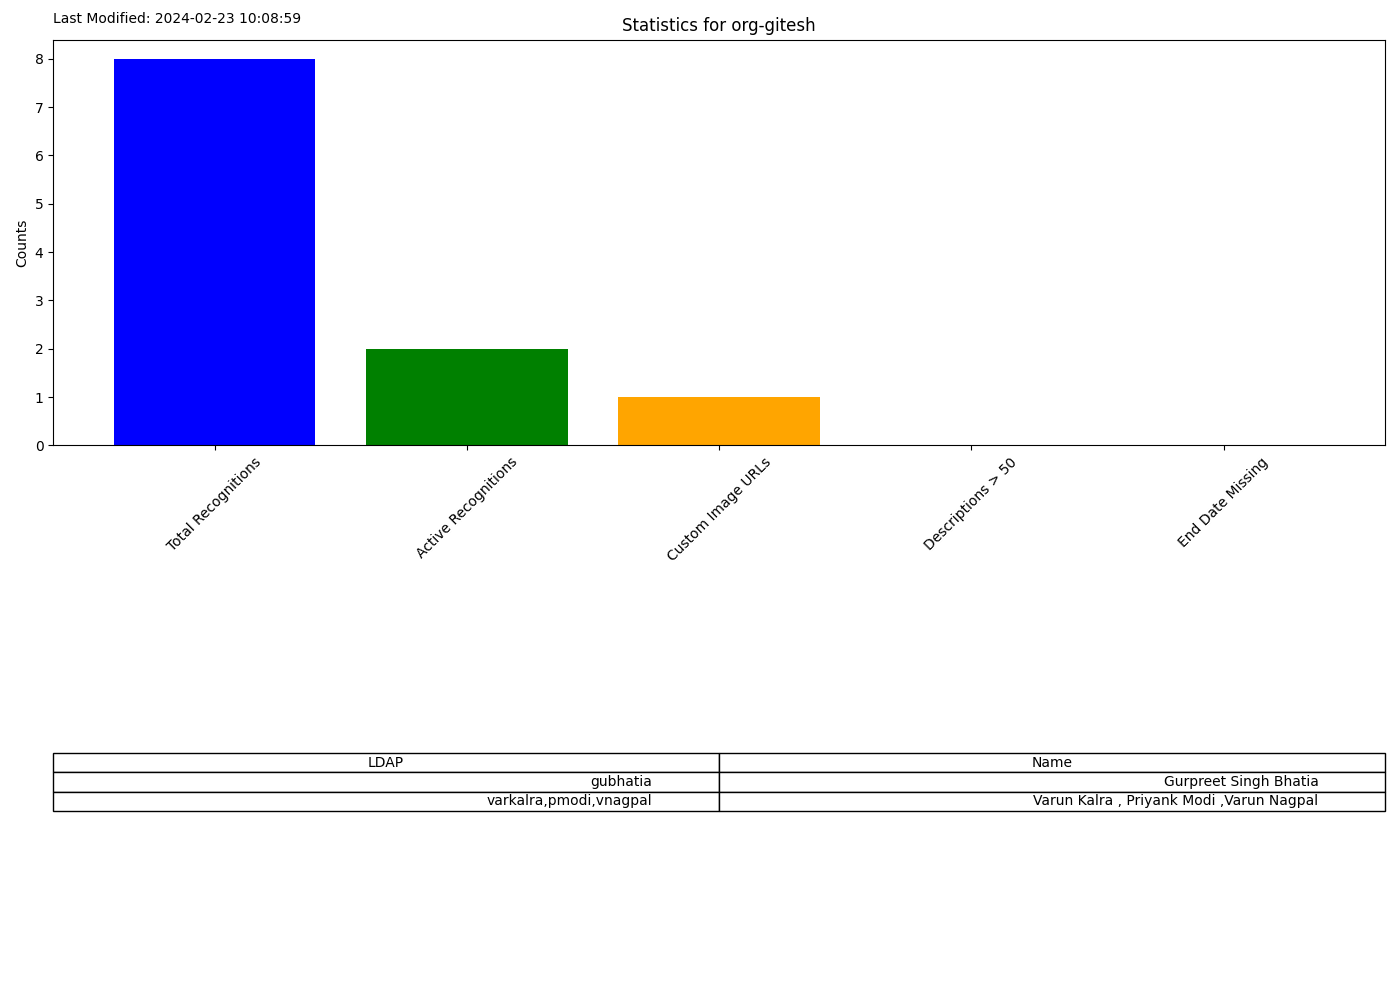 Last Modified: 2024-02-23 10:08:59
Statistics for org-gitesh
Counts
8
7
6
5
4
3
2
1
0
Total Recognitions
Active Recognitions
Custom Image URLs
Descriptions > 50
End Date Missing
LDAP Name
gubhatia Gurpreet Singh Bhatia
varkalra,pmodi,vnagpal Varun Kalra , Priyank Modi ,Varun Nagpal